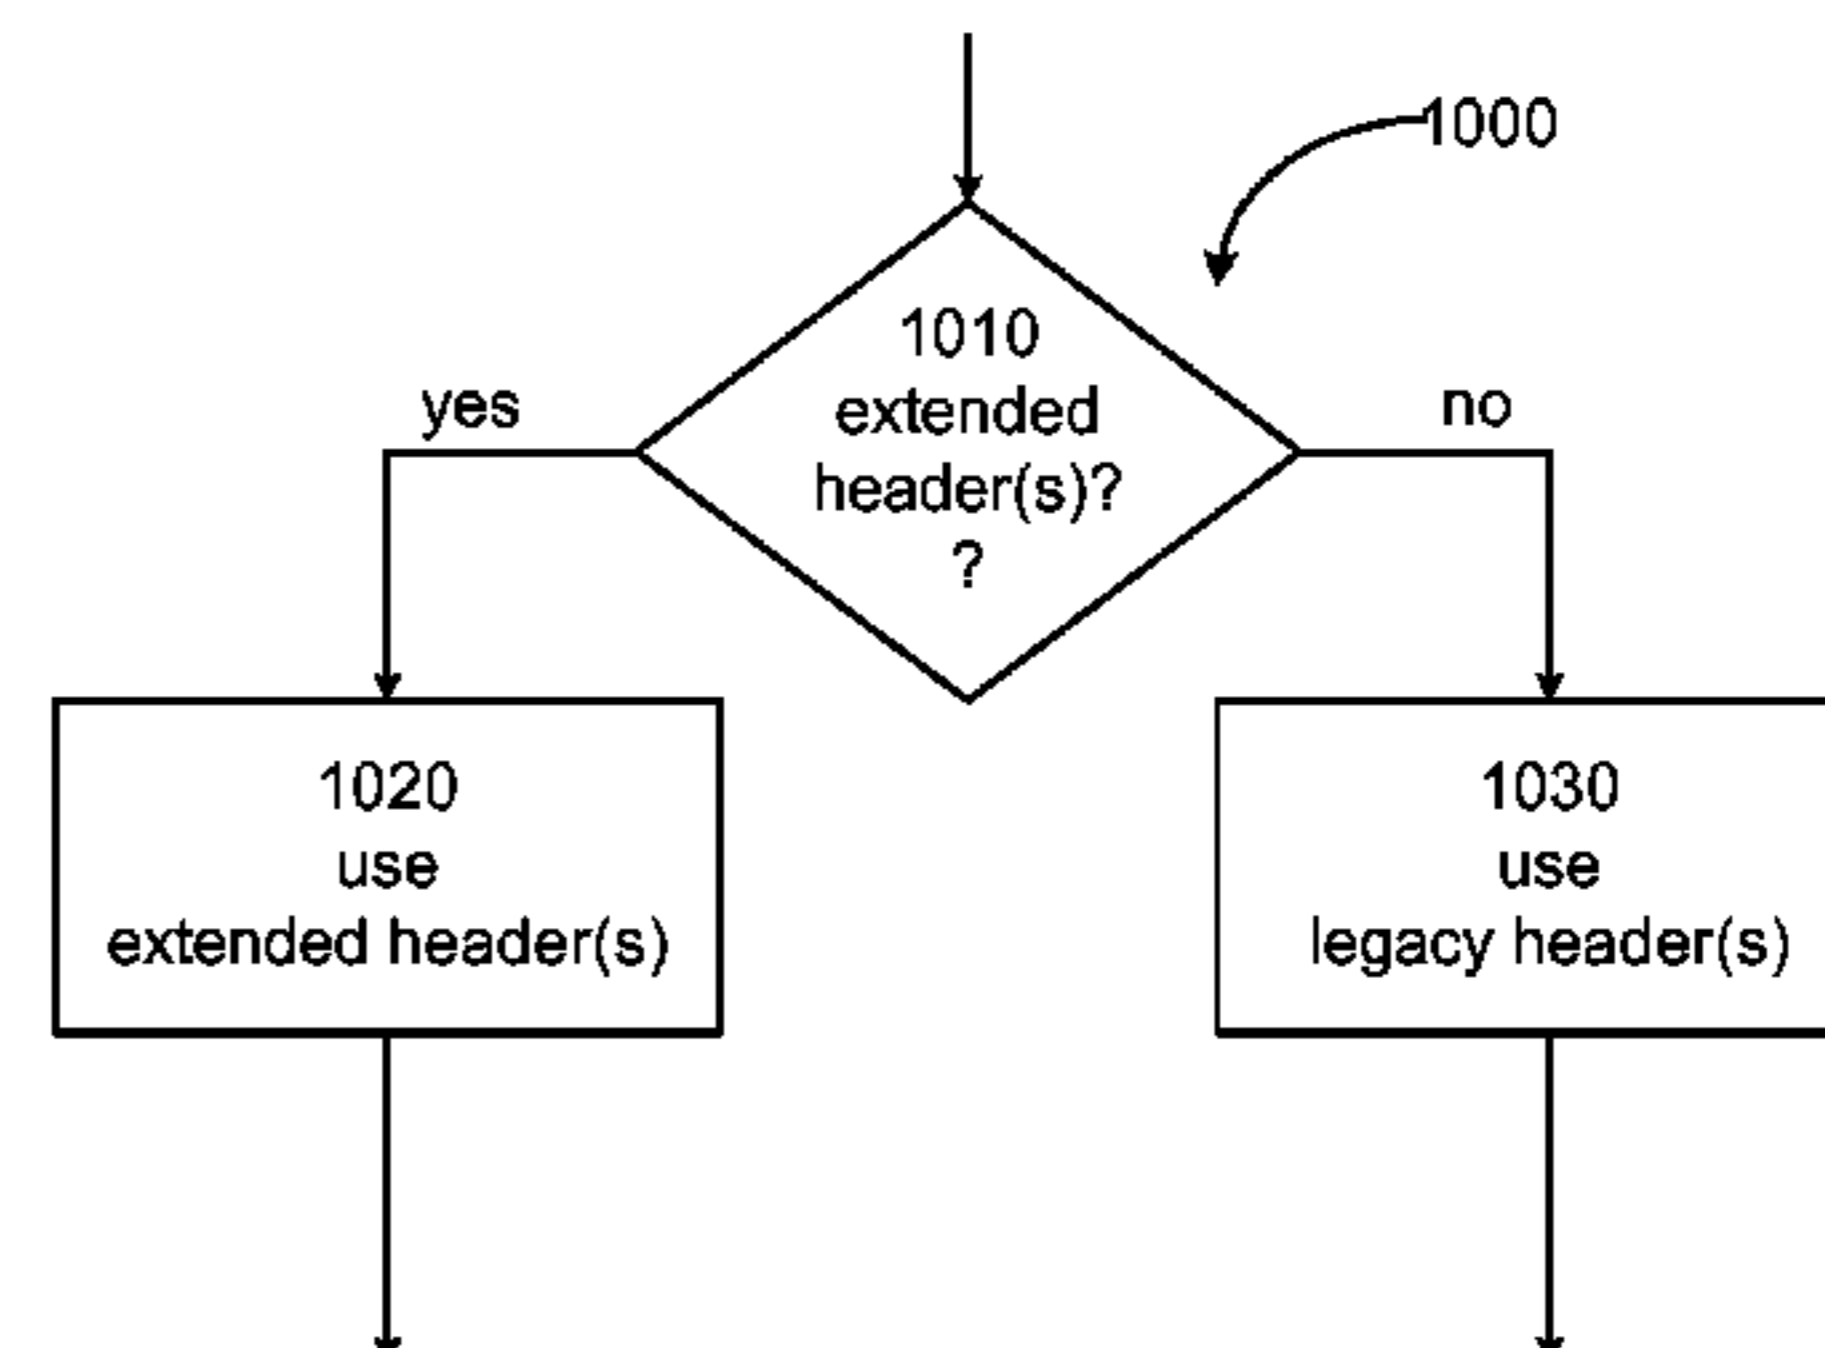 1000
1010
extended
header(s)?
?
yes
no
1020
use
extended header(s)
1030
use
legacy header(s)